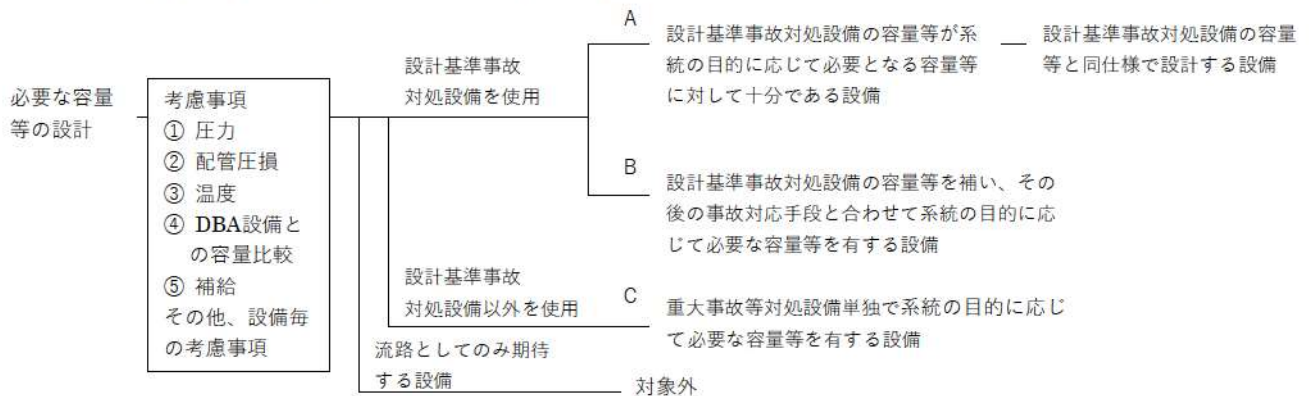 必要な容量
等の設計
考慮事項
① 圧力
② 配管圧損
③ 温度
④ DBA設備と
の容量比較
⑤ 補給
その他、設備毎
の考慮事項
設計基準事故
対処設備を使用
A
設計基準事故対処設備の容量等が系
統の目的に応じて必要となる容量等
に対して十分である設備
設計基準事故対処設備の容量
等と同仕様で設計する設備
B
設計基準事故対処設備の容量等を補い、その
後の事故対応手段と合わせて系統の目的に応
じて必要な容量等を有する設備
設計基準事故
対処設備以外を使用
C
重大事故等対処設備単独で系統の目的に応じ
て必要な容量等を有する設備
流路としてのみ期待
する設備
対象外